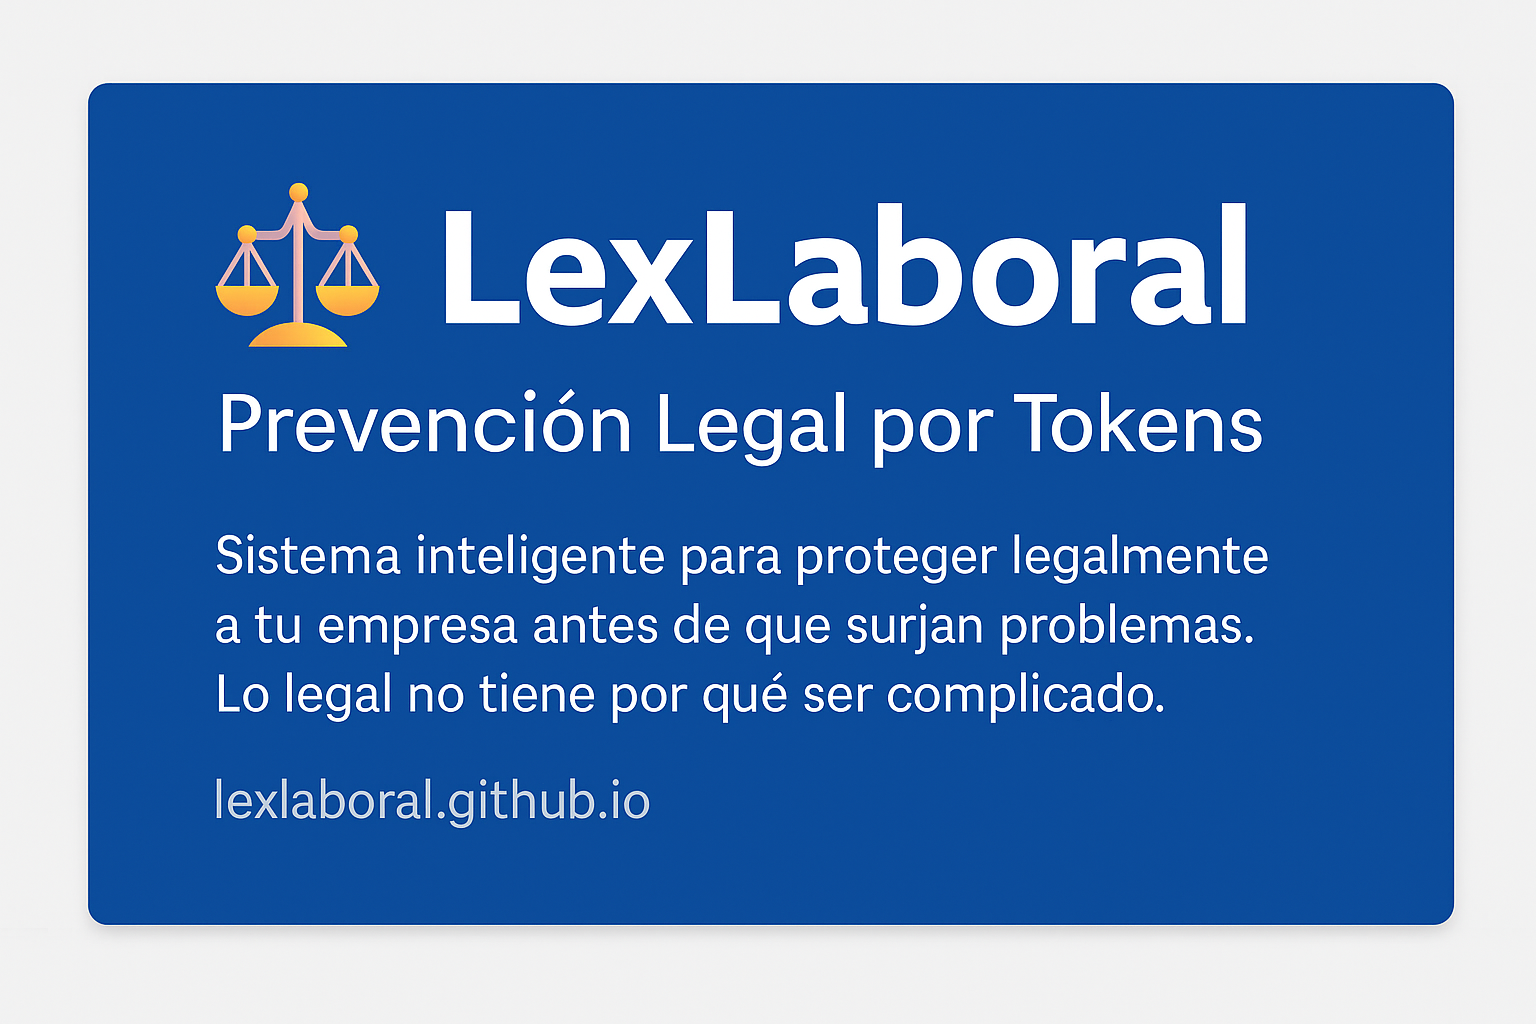 LexLaboral
Prevención Legal por Tokens
Sistema inteligente para proteger legalmente
a tu empresa antes de que surjan problemas.
Lo legal no tiene por qué ser complicado.
lexlaboral.github.io